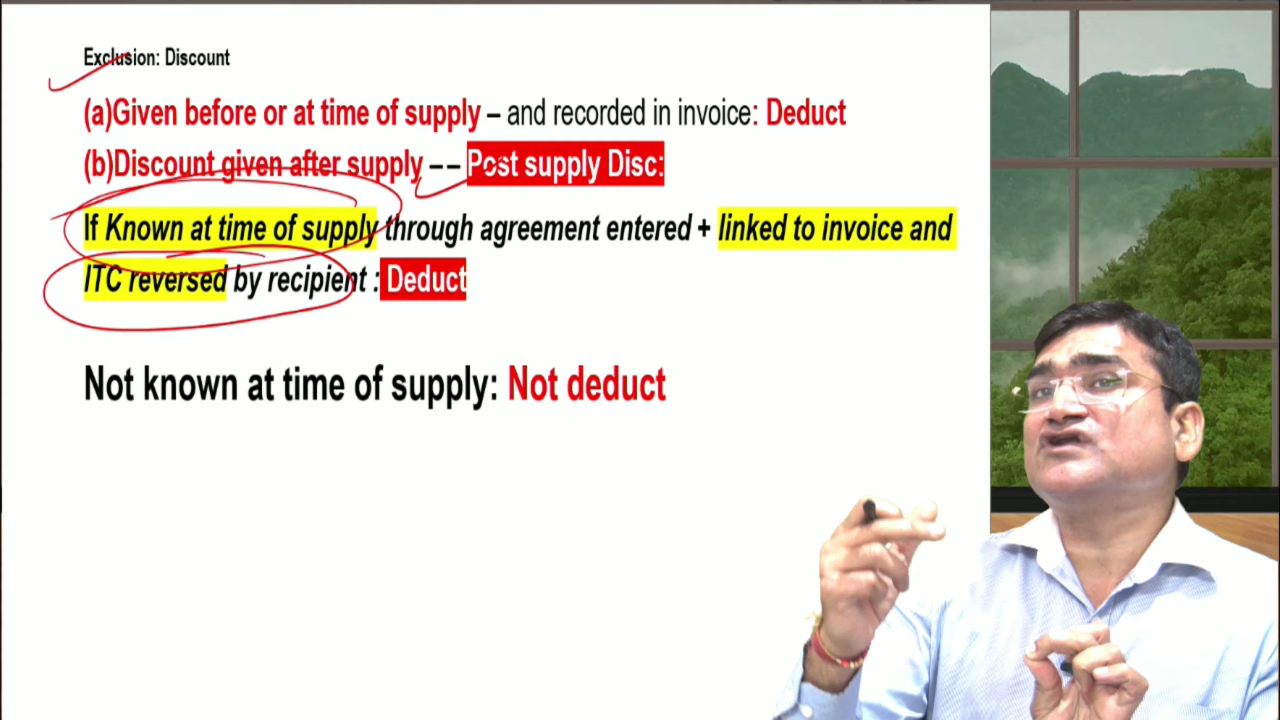 Exclusion: Discount
(a)Given before or at time of supply – and recorded in invoice: Deduct
(b)Discount given after supply – – Post supply Disc:
If Known at time of supply through agreement entered + linked to invoice and
ITC reversed by recipient : Deduct
Not known at time of supply: Not deduct